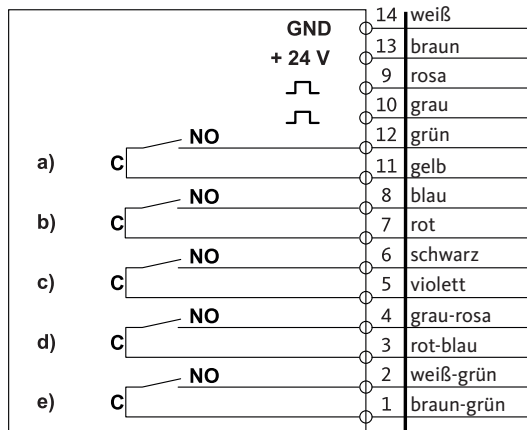 14 weiß
GND
13 braun
+ 24 V
9 rosa
10 grau
NO 12 grün
a) C 11 gelb
NO 8 blau
b) C 7 rot
NO 6 schwarz
c) C 5 violett
NO 4 grau-rosa
d) C 3 rot-blau
NO 2 weiß-grün
e) C 1 braun-grün